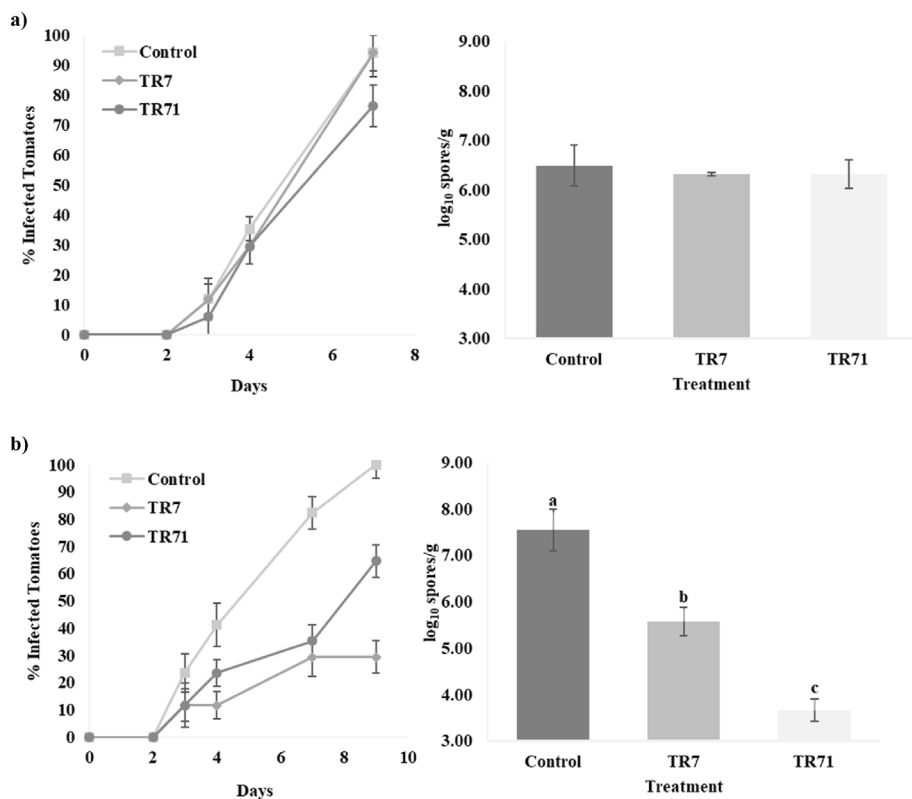 a)
100
90
80
70
60
50
40
30
20
10
0
% Infected Tomatoes
Control
TR7
TR71
0 2 4 6 8
Days
9.00
8.00
7.00
6.00
5.00
4.00
3.00
log10 spores/g
Control TR7 TR71
Treatment
b)
100
90
80
70
60
50
40
30
20
10
0
% Infected Tomatoes
Control
TR7
TR71
0 2 4 6 8 10
Days
9.00
8.00
7.00
6.00
5.00
4.00
3.00
log10 spores/g
a
b
c
Control TR7 TR71
Treatment